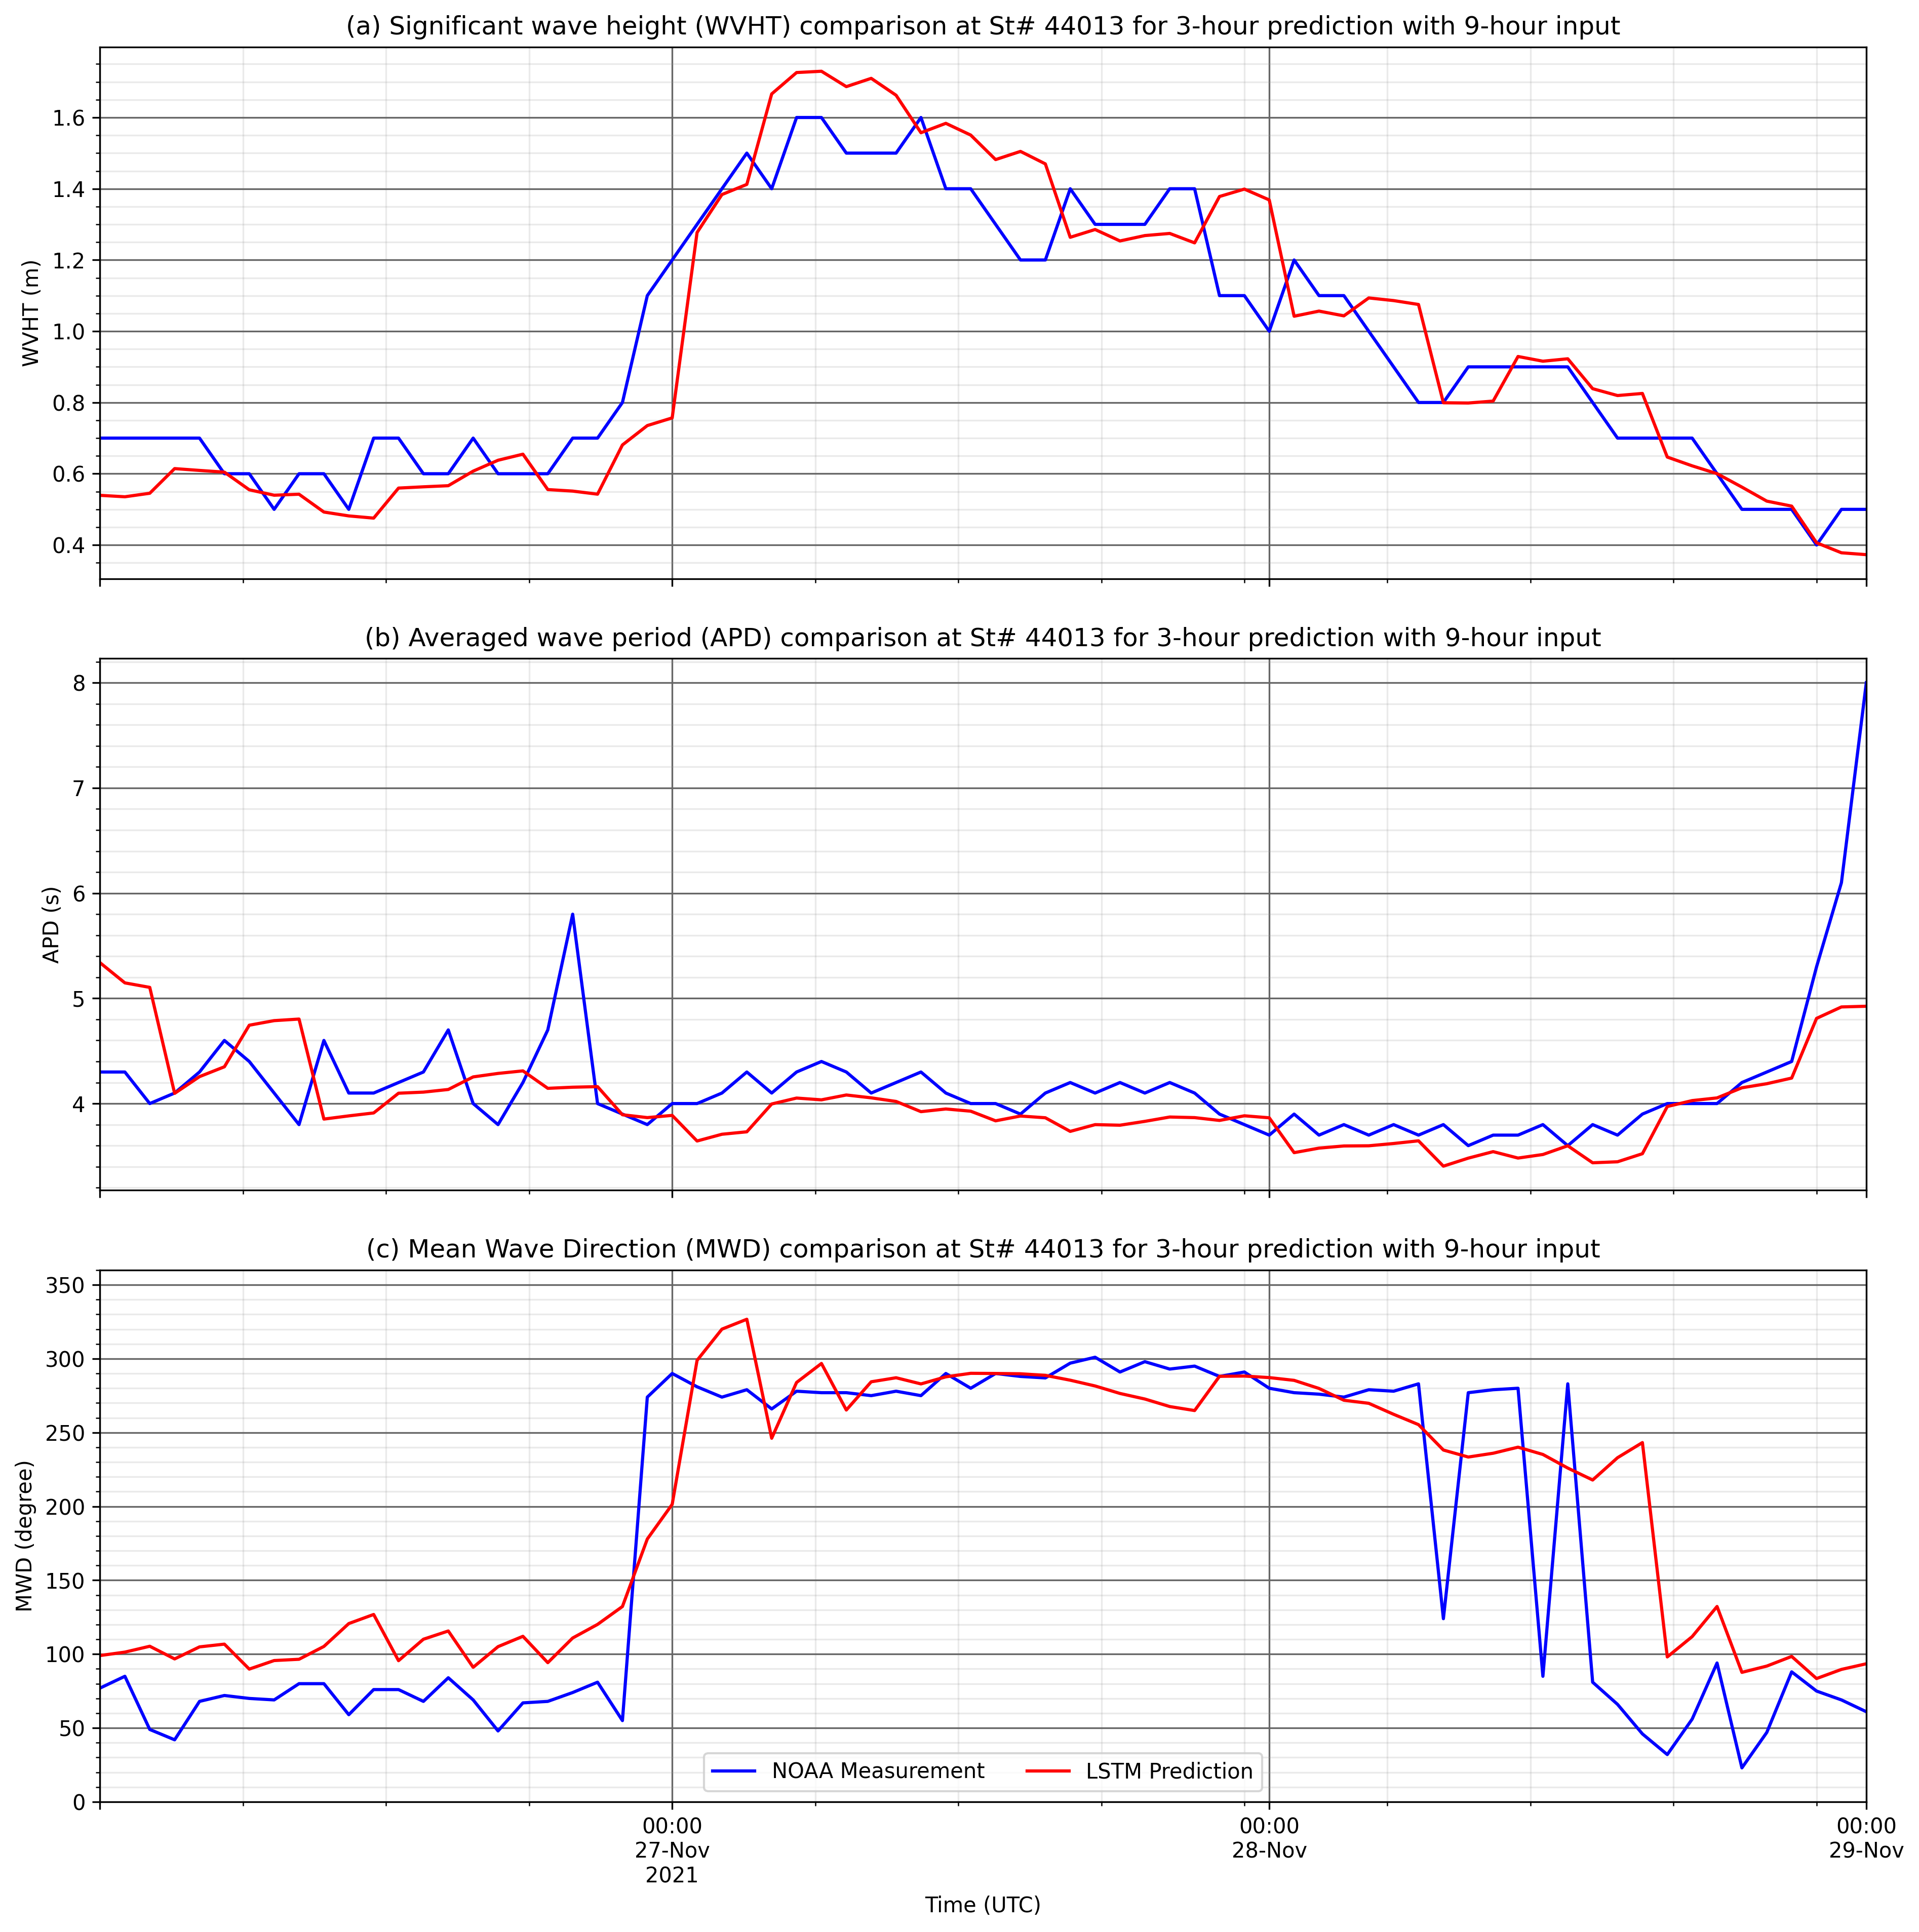 (a) Significant wave height (WVHT) comparison at St# 44013 for 3-hour prediction with 9-hour input
WVHT (m)
1.6
1.4
1.2
1.0
0.8
0.6
0.4
(b) Averaged wave period (APD) comparison at St# 44013 for 3-hour prediction with 9-hour input
APD (s)
8
7
6
5
4
(c) Mean Wave Direction (MWD) comparison at St# 44013 for 3-hour prediction with 9-hour input
MWD (degree)
350
300
250
200
150
100
50
0
NOAA Measurement
LSTM Prediction
00:00
27-Nov
2021
00:00
28-Nov
00:00
29-Nov
Time (UTC)